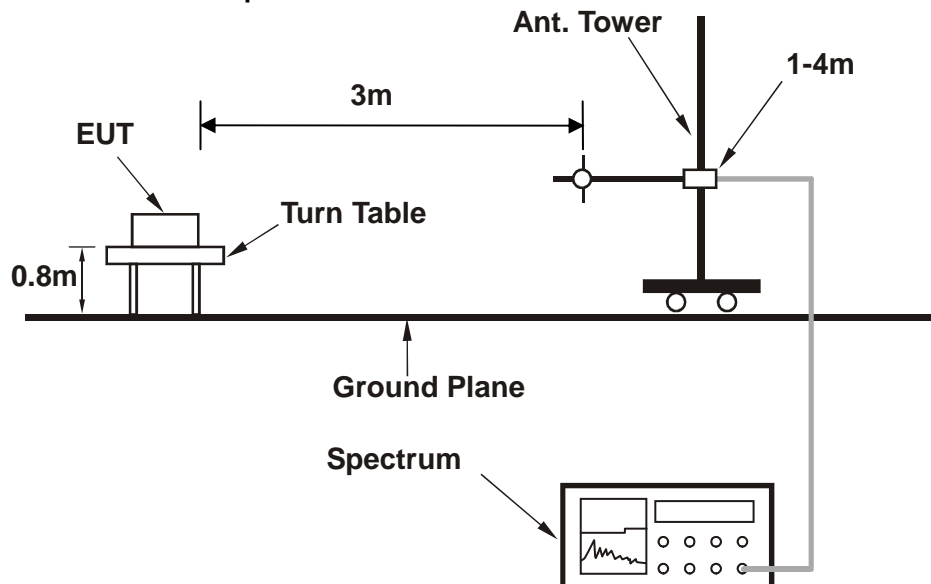 Ant. Tower
1-4m
3m
EUT
Turn Table
0.8m
Ground Plane
Spectrum